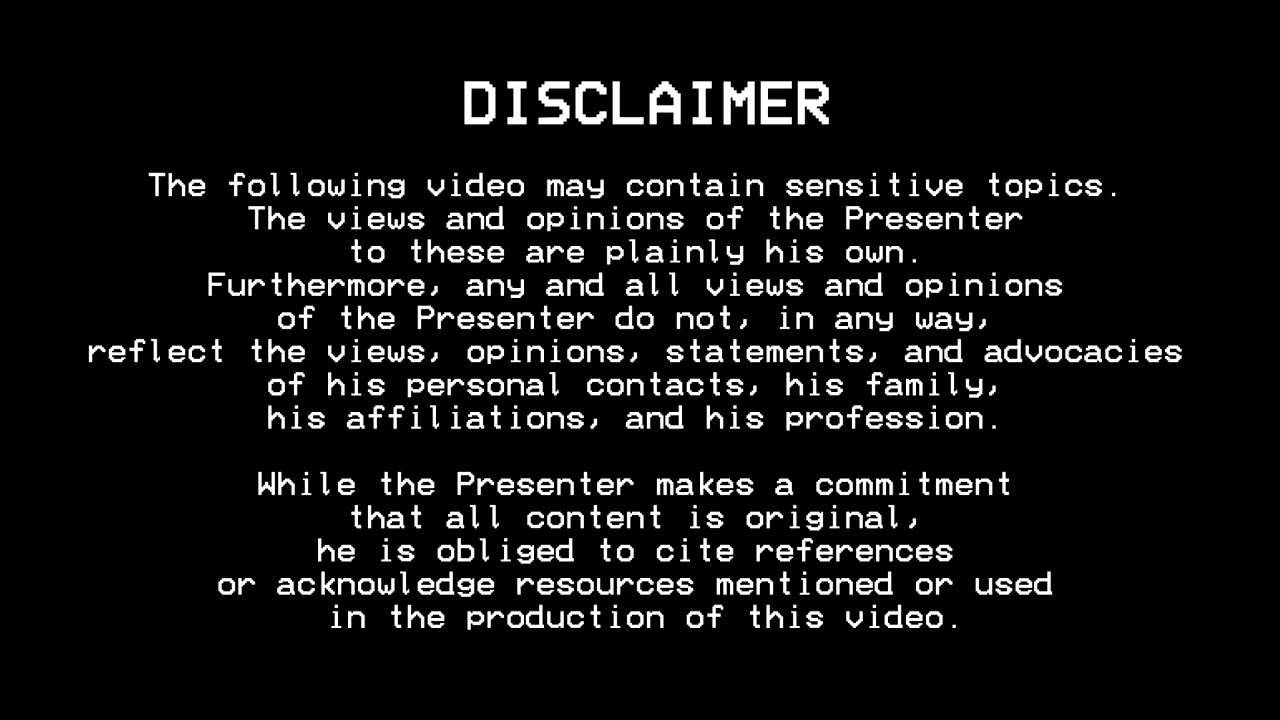 DISCLAIMER
The following video may contain sensitive topics.
The views and opinions of the Presenter
to these are plainly his own.
Furthermore, any and all views and opinions
of the Presenter do not, in any way,
reflect the views, opinions, statements, and advocacies
of his personal contacts, his family,
his affiliations, and his profession.
While the Presenter makes a commitment
that all content is original,
he is obliged to cite references
or acknowledge resources mentioned or used
in the production of this video.